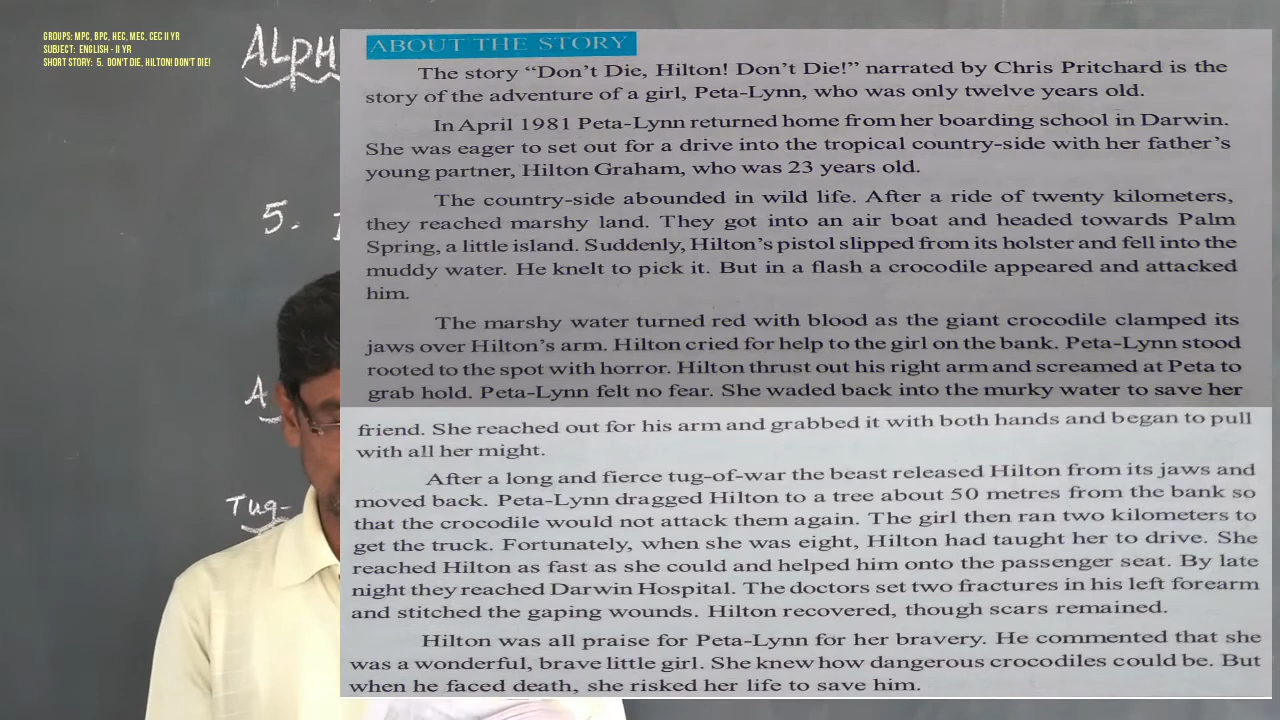 GROUPS: MPC, BPC, HEC, MEC, CEC II YR
SUBJECT: ENGLISH - II YR
SHORT STORY: 5. DON'T DIE, HILTON! DON'T DIE!
ALPH
5.
A
Tug-
ABOUT THE STORY
The story “Don’t Die, Hilton! Don’t Die!” narrated by Chris Pritchard is the
story of the adventure of a girl, Peta-Lynn, who was only twelve years old.
In April 1981 Peta-Lynn returned home from her boarding school in Darwin.
She was eager to set out for a drive into the tropical country-side with her father’s
young partner, Hilton Graham, who was 23 years old.
The country-side abounded in wild life. After a ride of twenty kilometers,
they reached marshy land. They got into an air boat and headed towards Palm
Spring, a little island. Suddenly, Hilton’s pistol slipped from its holster and fell into the
muddy water. He knelt to pick it. But in a flash a crocodile appeared and attacked
him.
The marshy water turned red with blood as the giant crocodile clamped its
jaws over Hilton’s arm. Hilton cried for help to the girl on the bank. Peta-Lynn stood
rooted to the spot with horror. Hilton thrust out his right arm and screamed at Peta to
grab hold. Peta-Lynn felt no fear. She waded back into the murky water to save her
friend. She reached out for his arm and grabbed it with both hands and began to pull
with all her might.
After a long and fierce tug-of-war the beast released Hilton from its jaws and
moved back. Peta-Lynn dragged Hilton to a tree about 50 metres from the bank so
that the crocodile would not attack them again. The girl then ran two kilometers to
get the truck. Fortunately, when she was eight, Hilton had taught her to drive. She
reached Hilton as fast as she could and helped him onto the passenger seat. By late
night they reached Darwin Hospital. The doctors set two fractures in his left forearm
and stitched the gaping wounds. Hilton recovered, though scars remained.
Hilton was all praise for Peta-Lynn for her bravery. He commented that she
was a wonderful, brave little girl. She knew how dangerous crocodiles could be. But
when he faced death, she risked her life to save him.